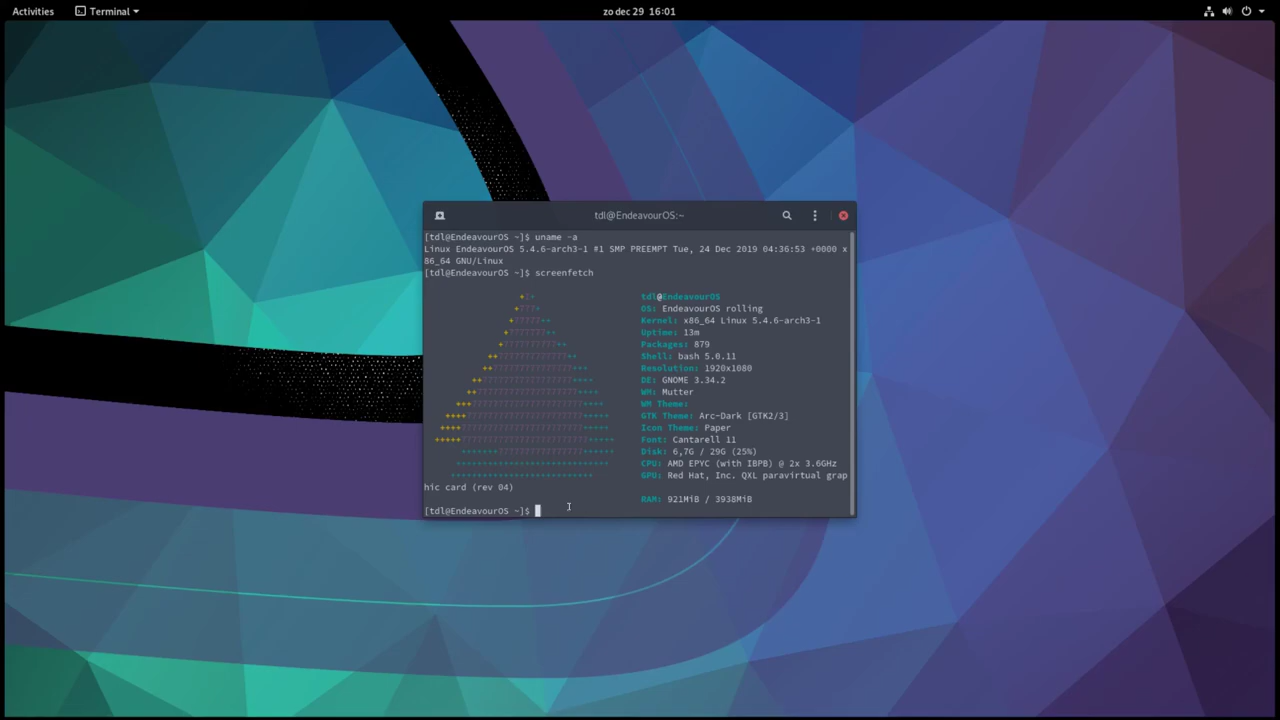 Activities Terminal zo dec 29 16:01
tdl@EndeavourOS:~
[tdl@EndeavourOS ~]$ uname -a
Linux EndeavourOS 5.4.6-arch3-1 #1 SMP PREEMPT Tue, 24 Dec 2019 04:36:53 +0000 x
86_64 GNU/Linux
[tdl@EndeavourOS ~]$ screenfetch
tdl@EndeavourOS
OS: EndeavourOS rolling
Kernel: x86_64 Linux 5.4.6-arch3-1
Uptime: 13m
Packages: 879
Shell: bash 5.0.11
Resolution: 1920x1080
DE: GNOME 3.34.2
WM: Mutter
WM Theme:
GTK Theme: Arc-Dark [GTK2/3]
Icon Theme: Paper
Font: Cantarell 11
Disk: 6,7G / 29G (25%)
CPU: AMD EPYC (with IBPB) @ 2x 3.6GHz
GPU: Red Hat, Inc. QXL paravirtual grap
hic card (rev 04)
RAM: 921MiB / 3938MiB
[tdl@EndeavourOS ~]$